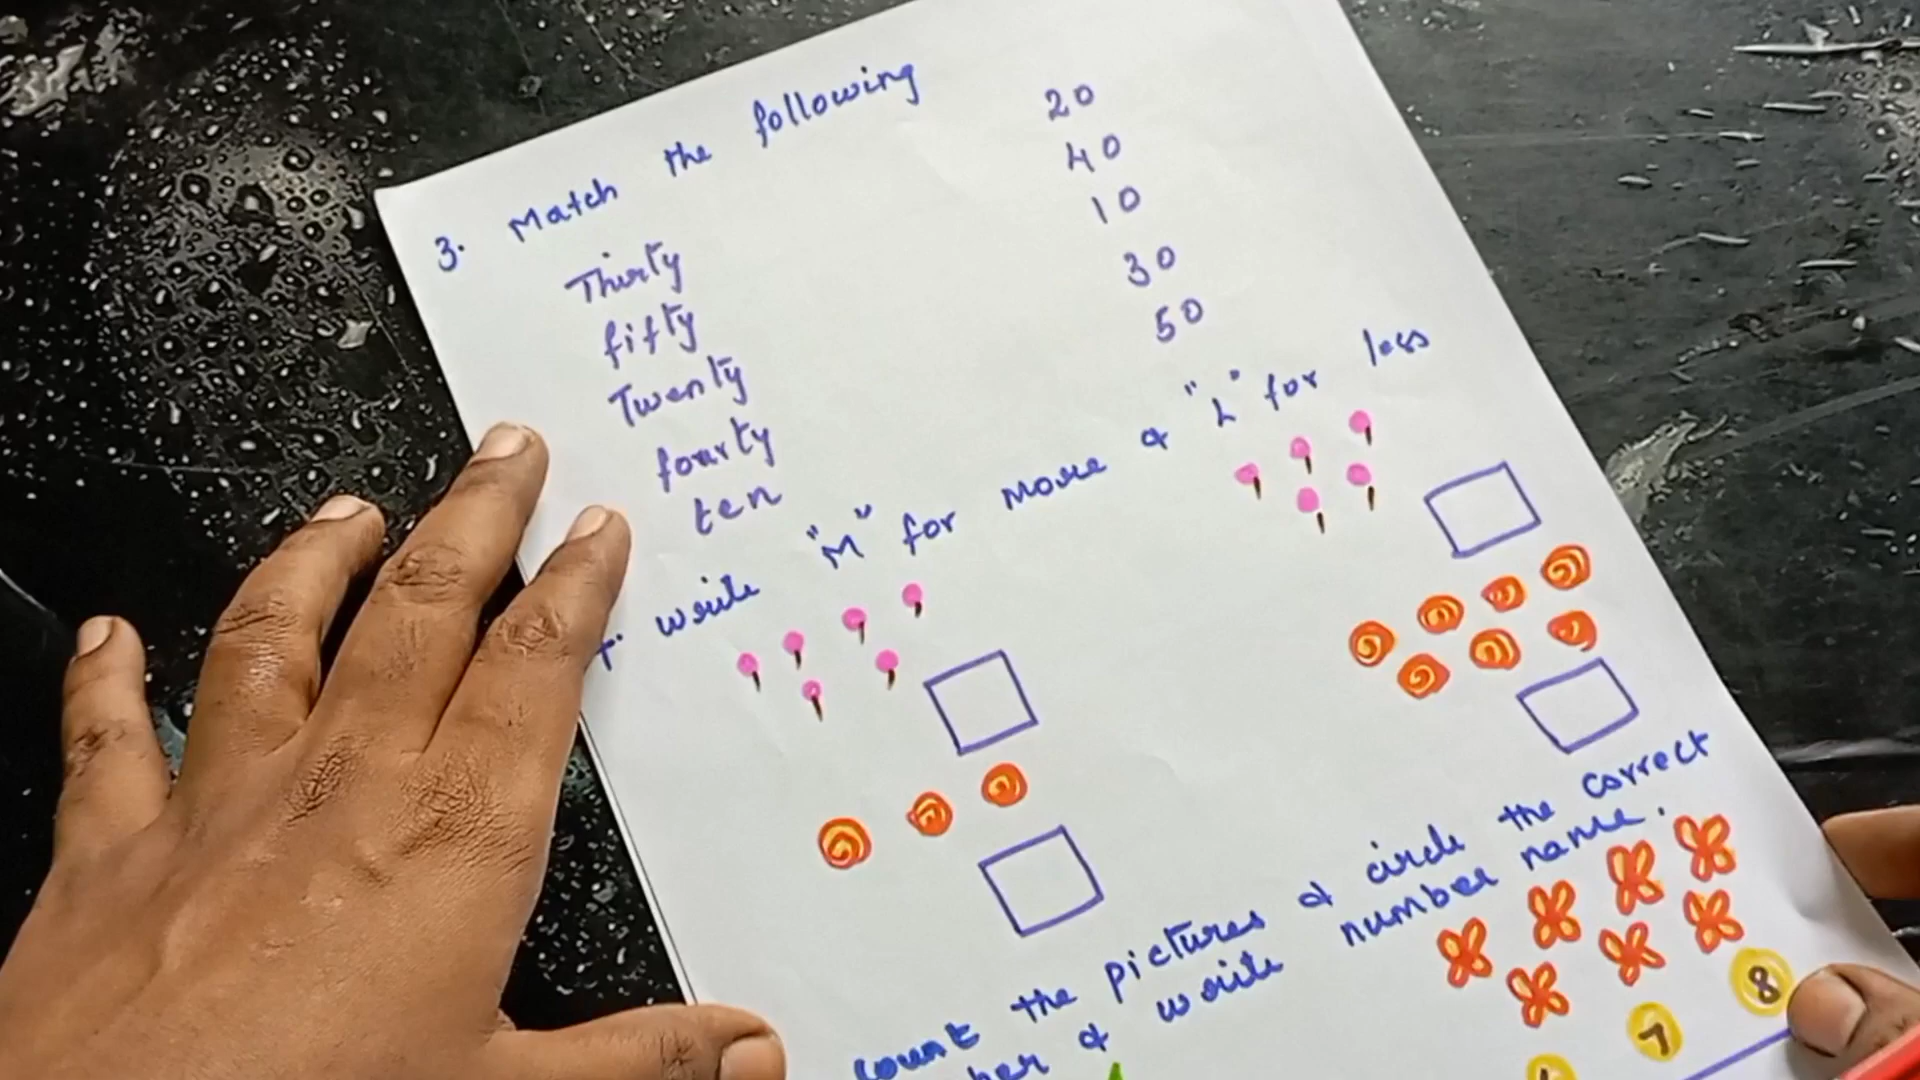 3. Match the following
Thirty 20
fifty 40
Twenty 10
fourty 30
ten 50
write "M" for more & "L" for less
count the pictures & circle the correct
& write number name.
7 8